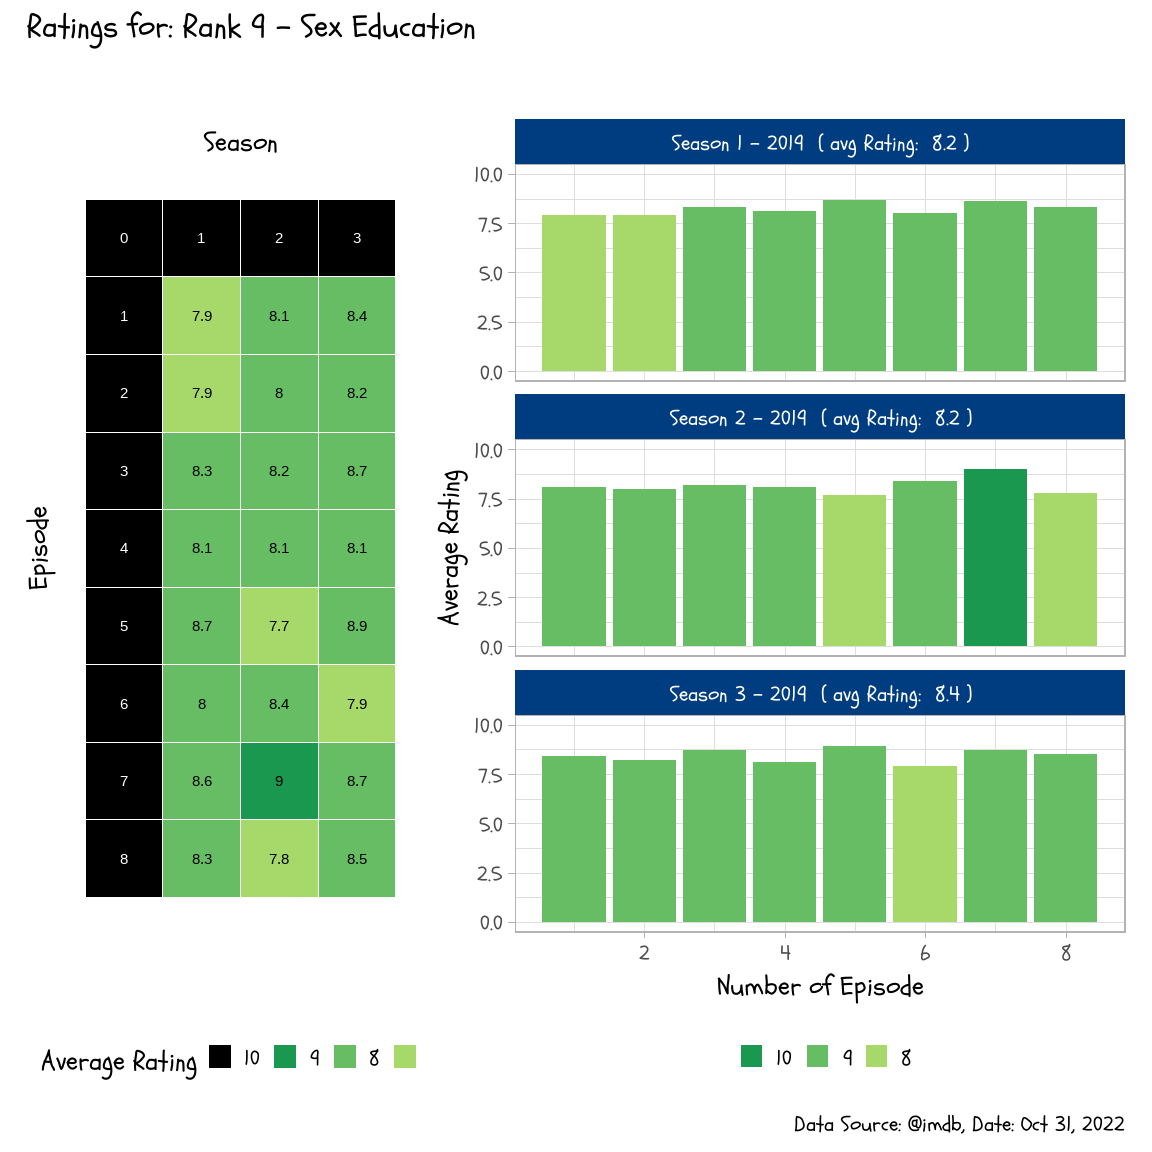 Ratings for: Rank 9 - Sex Education
Season
0 1 2 3
1 7.9 8.1 8.4
2 7.9 8 8.2
3 8.3 8.2 8.7
4 8.1 8.1 8.1
5 8.7 7.7 8.9
6 8 8.4 7.9
7 8.6 9 8.7
8 8.3 7.8 8.5
Episode
Average Rating 10 9 8
Season 1 - 2019 ( avg Rating: 8.2 )
10.0
7.5
5.0
2.5
0.0
Season 2 - 2019 ( avg Rating: 8.2 )
10.0
7.5
5.0
2.5
0.0
Season 3 - 2019 ( avg Rating: 8.4 )
10.0
7.5
5.0
2.5
0.0
Average Rating
2 4 6 8
Number of Episode
10 9 8
Data Source: @imdb, Date: Oct 31, 2022